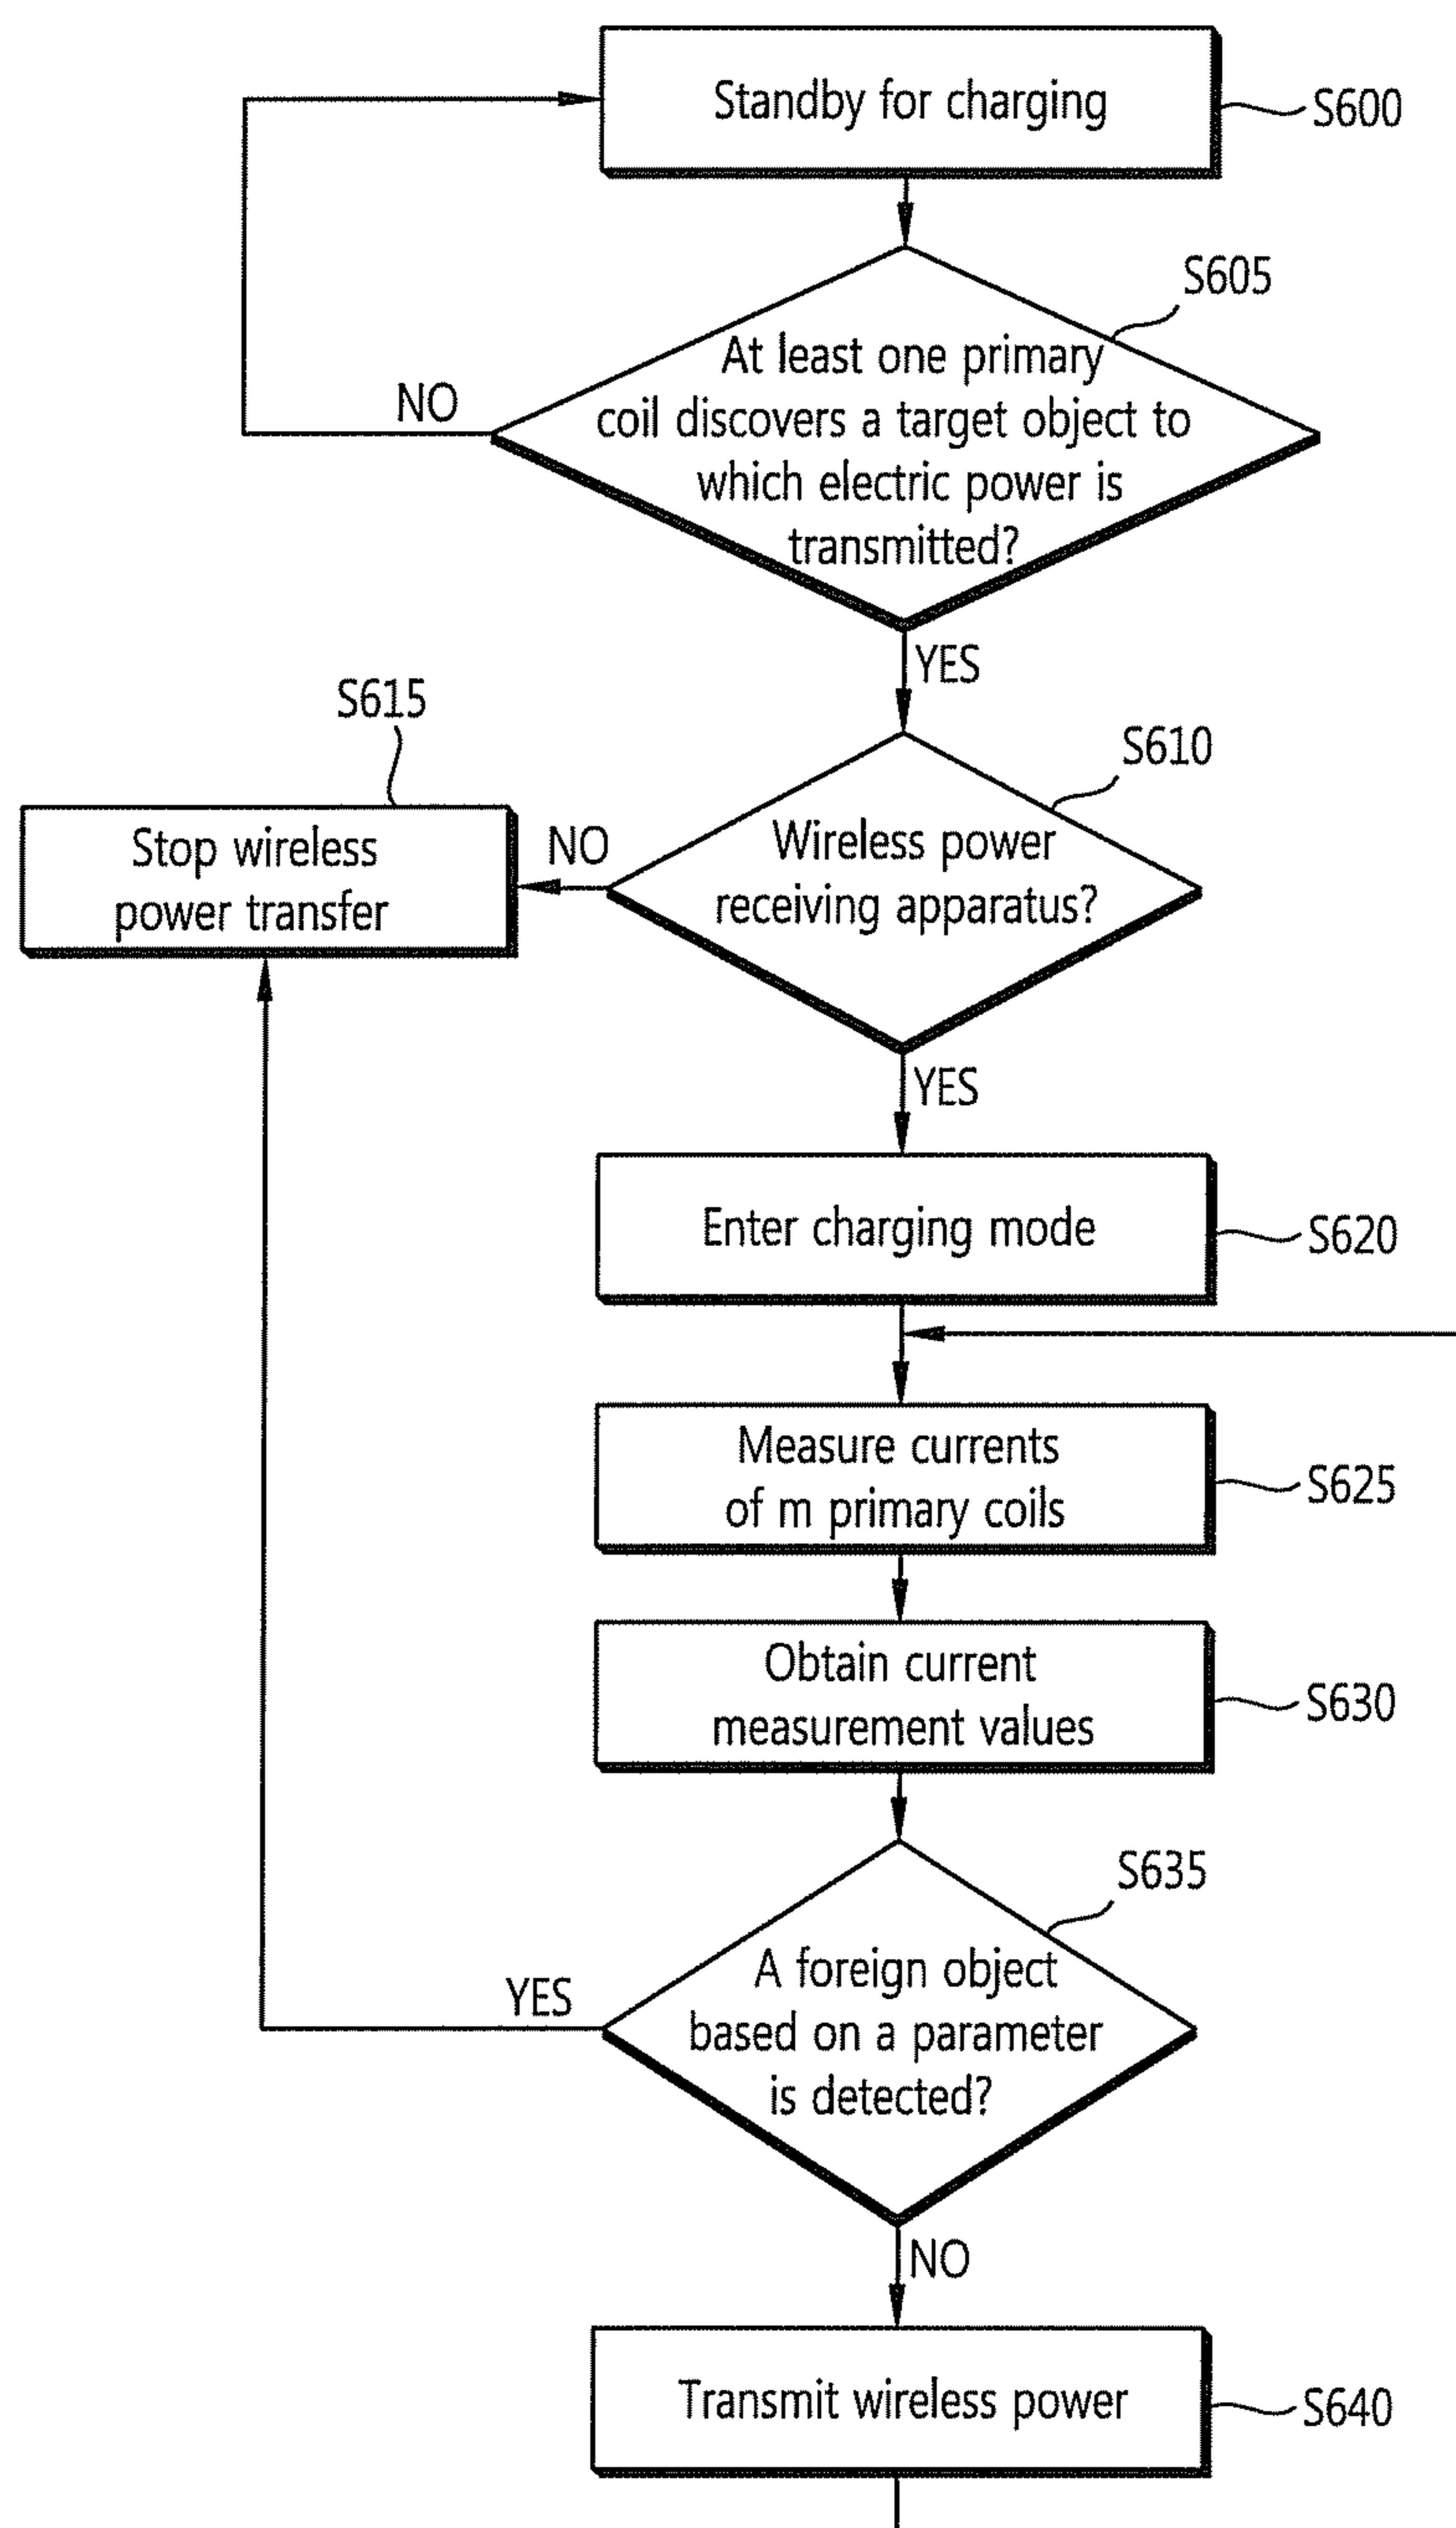 Standby for charging
S600
S605
At least one primary
coil discovers a target object to
which electric power is
transmitted?
NO
YES
S615
S610
Stop wireless
power transfer
NO
Wireless power
receiving apparatus?
YES
Enter charging mode
S620
Measure currents
of m primary coils
S625
Obtain current
measurement values
S630
S635
A foreign object
based on a parameter
is detected?
YES
NO
Transmit wireless power
S640